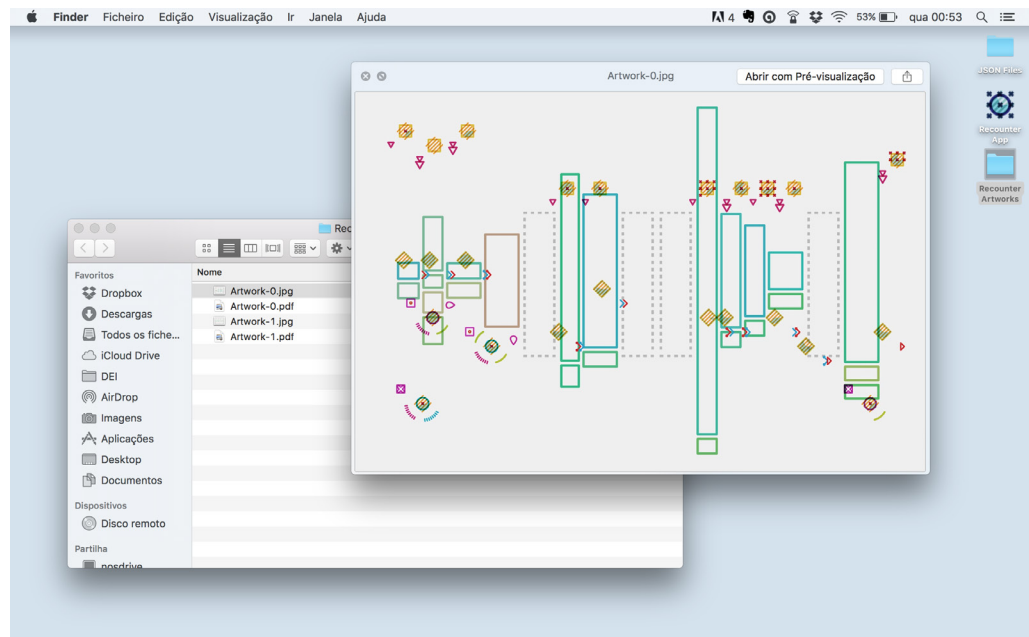 Finder Ficheiro Edição Visualização Ir Janela Ajuda 4 53% qua 00:53
Artwork-0.jpg Abrir com Pré-visualização
JSON Files
Recounter
App
Recounter
Artworks
Rec
Favoritos
Dropbox
Descargas
Todos os fiche...
iCloud Drive
DEI
AirDrop
Imagens
Aplicações
Desktop
Documentos
Dispositivos
Disco remoto
Partilha
nosdrive
Nome
Artwork-0.jpg
Artwork-0.pdf
Artwork-1.jpg
Artwork-1.pdf